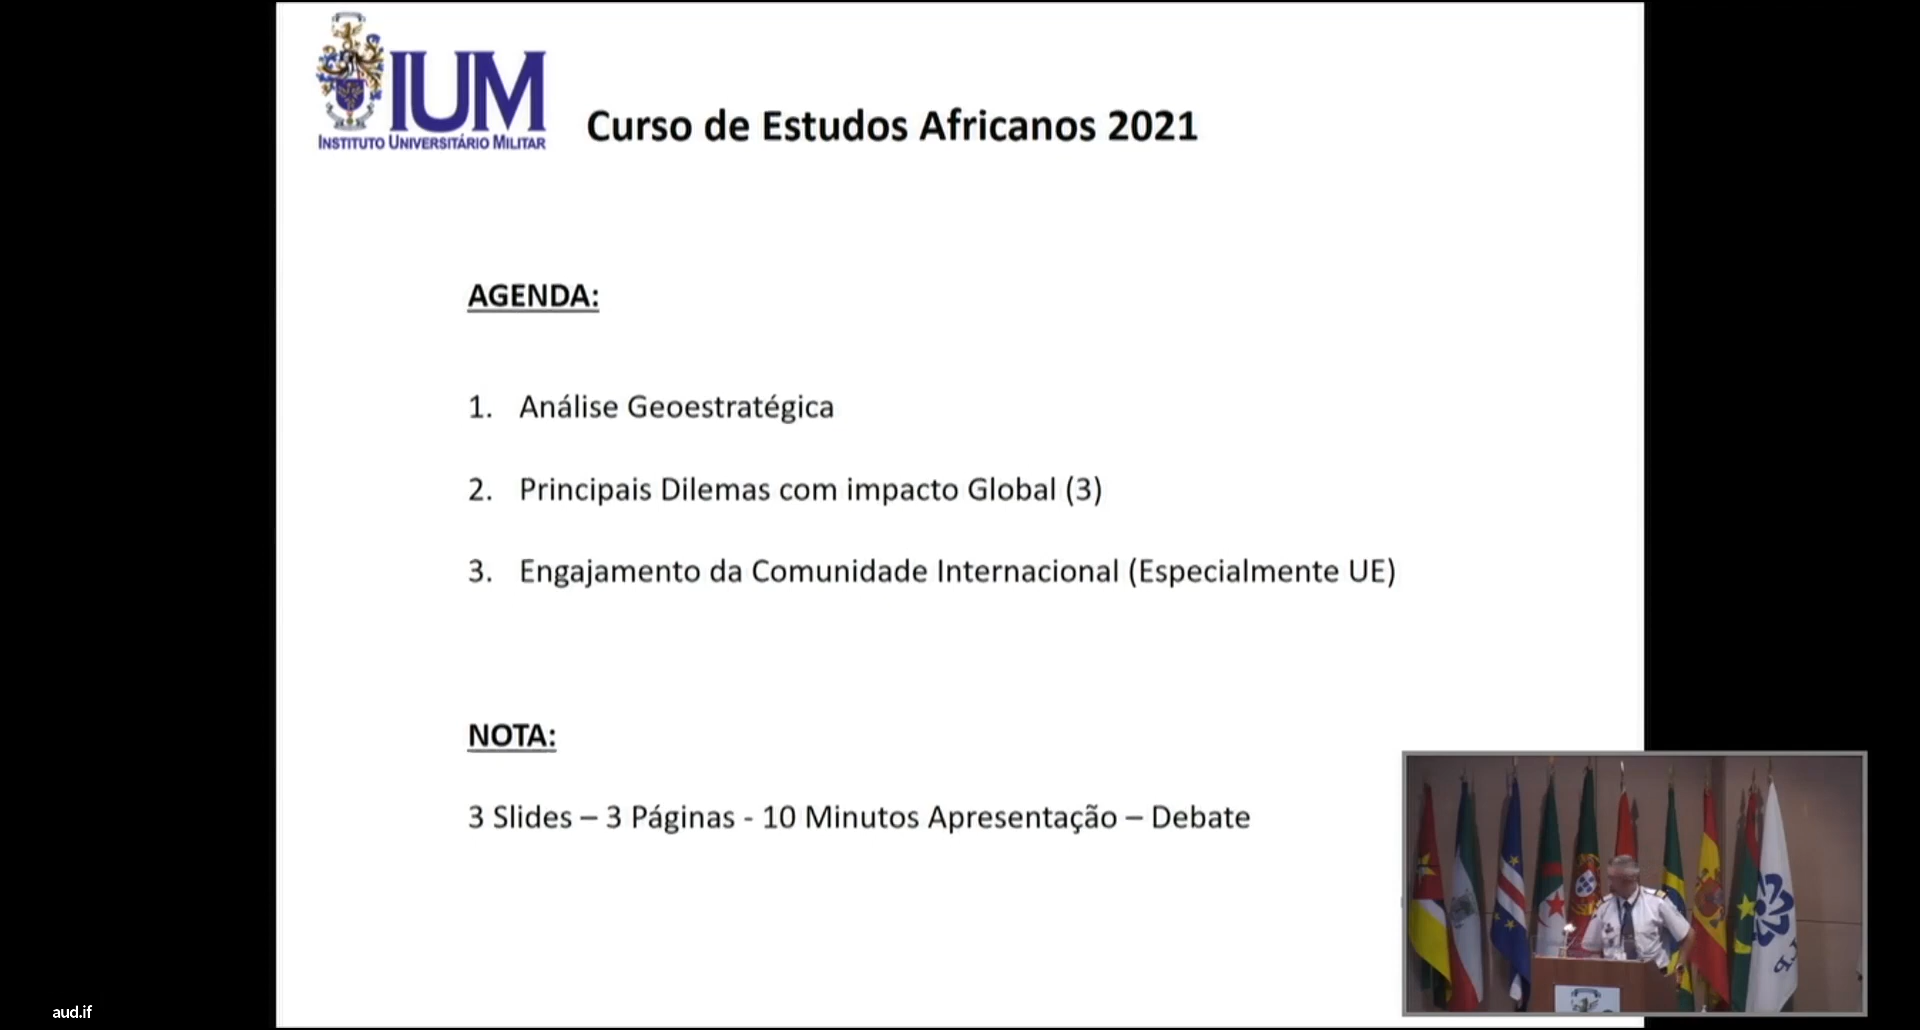 IUM
INSTITUTO UNIVERSITÁRIO MILITAR
Curso de Estudos Africanos 2021
AGENDA:
1. Análise Geoestratégica
2. Principais Dilemas com impacto Global (3)
3. Engajamento da Comunidade Internacional (Especialmente UE)
NOTA:
3 Slides – 3 Páginas - 10 Minutos Apresentação – Debate
aud.if